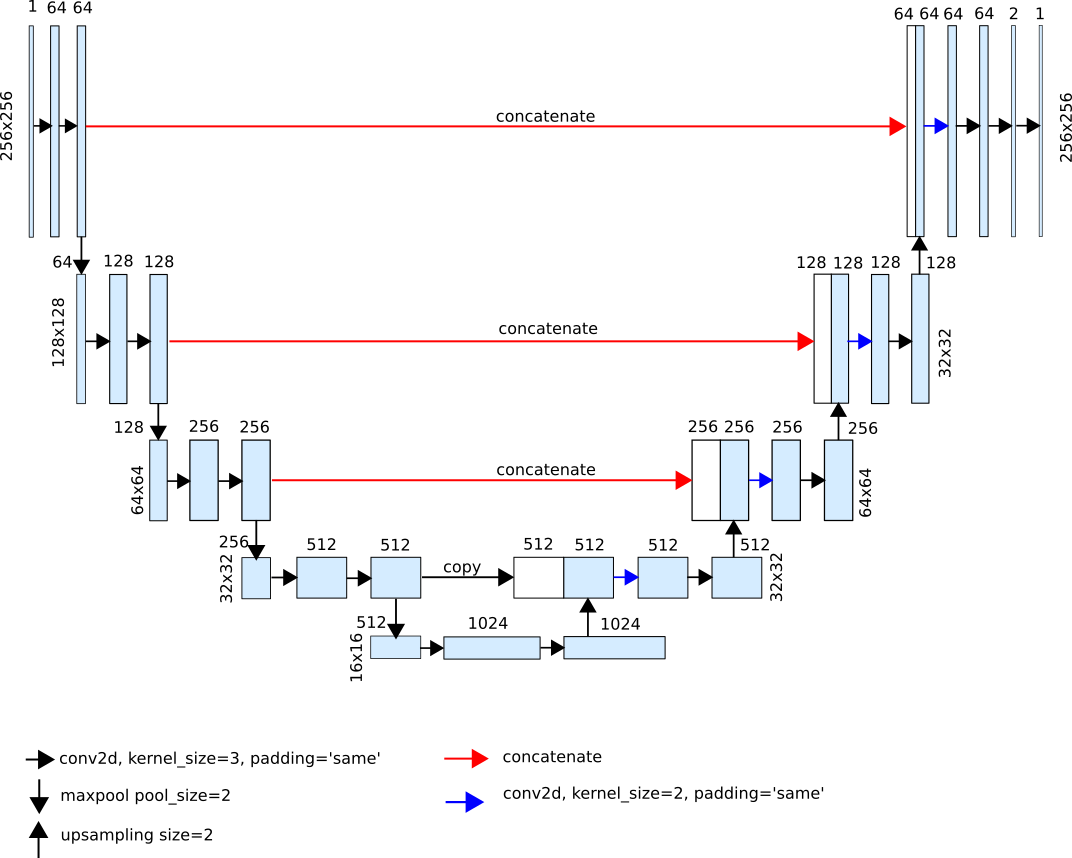 1 64 64
64 64 64 64 2 1
256x256
concatenate
256x256
64 128 128
128 128 128 128
128x128
concatenate
32x32
128 256 256
256 256 256 256
64x64
concatenate
64x64
256 512 512
512 512 512 512
32x32
copy
32x32
512 1024 1024
16x16
conv2d, kernel_size=3, padding='same'
concatenate
maxpool pool_size=2
conv2d, kernel_size=2, padding='same'
upsampling size=2